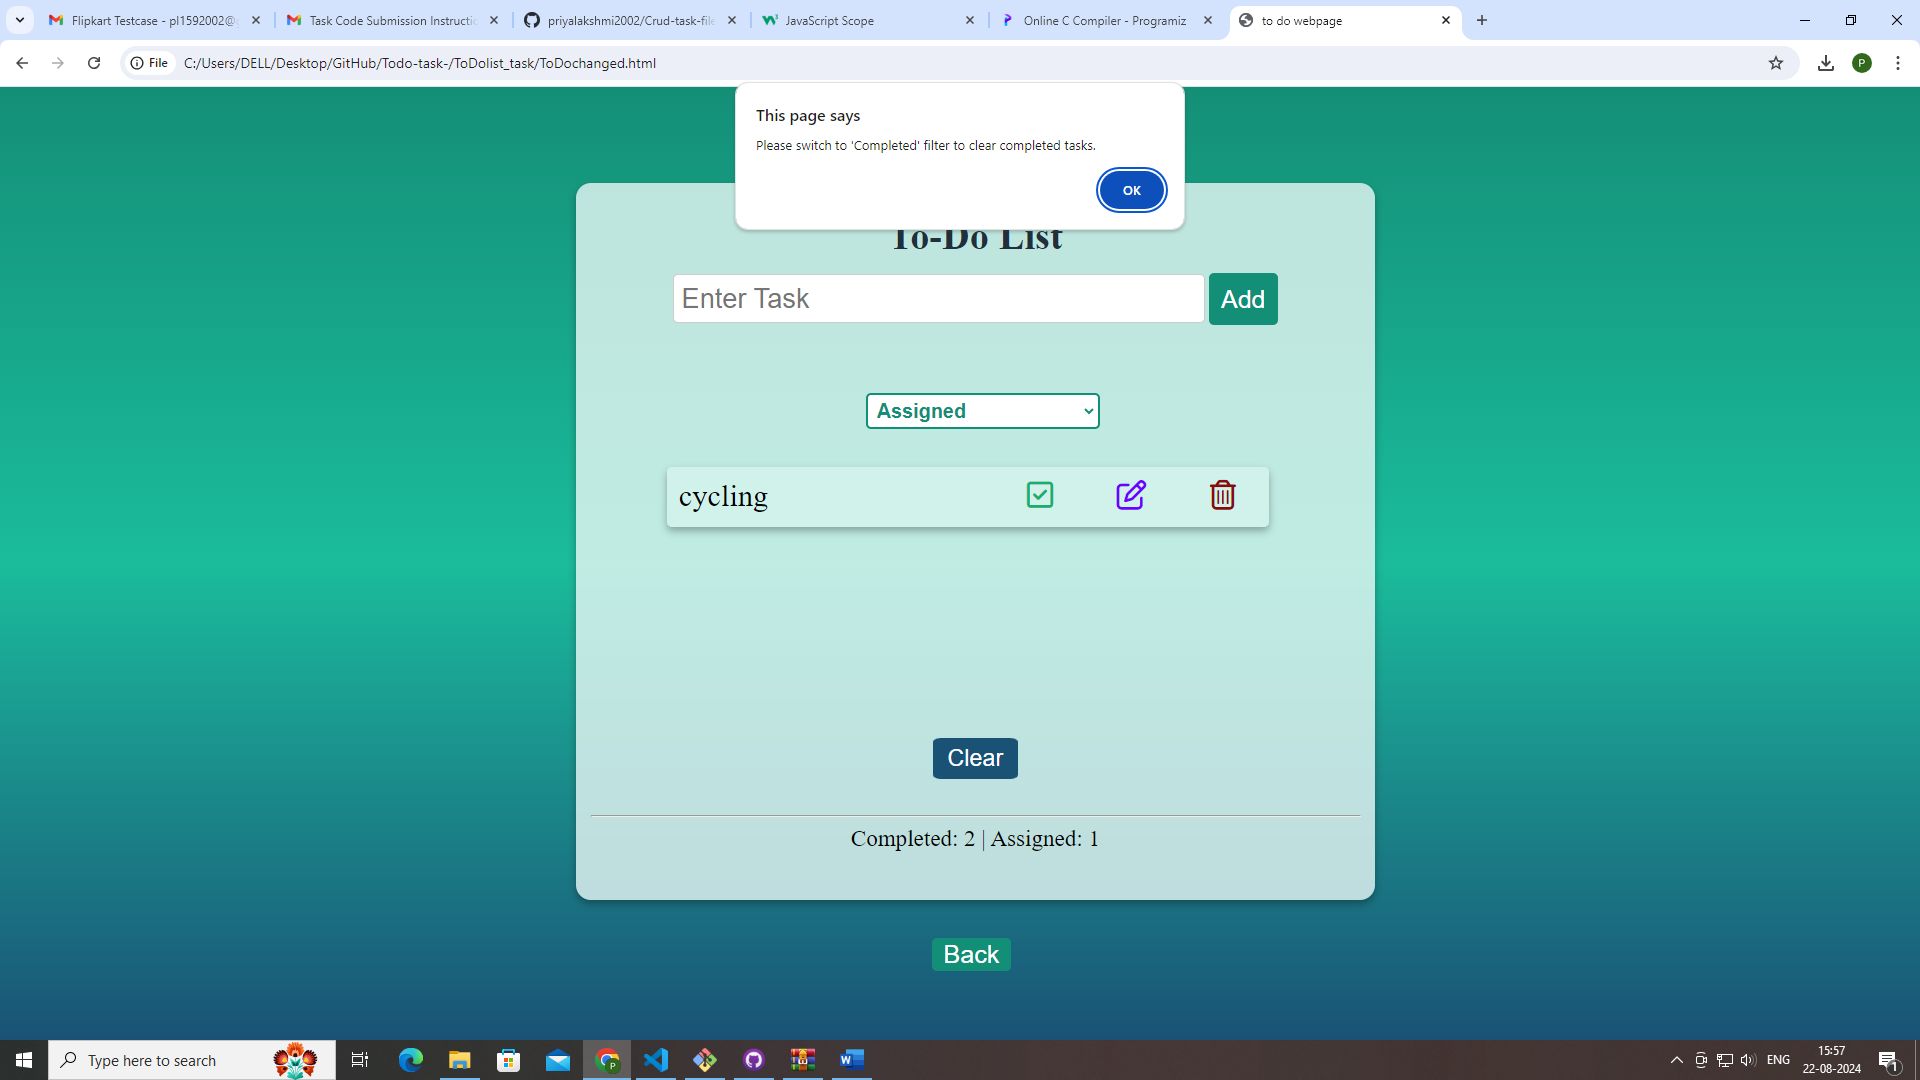 Flipkart Testcase - pl1592002@g
Task Code Submission Instructio
priyalakshmi2002/Crud-task-file
JavaScript Scope
Online C Compiler - Programiz
to do webpage
File
C:/Users/DELL/Desktop/GitHub/Todo-task-/ToDolist_task/ToDochanged.html
P
This page says
Please switch to 'Completed' filter to clear completed tasks.
OK
To-Do List
Enter Task
Add
Assigned
cycling
Clear
Completed: 2 | Assigned: 1
Back
Type here to search
P
W
ENG
15:57
22-08-2024
1